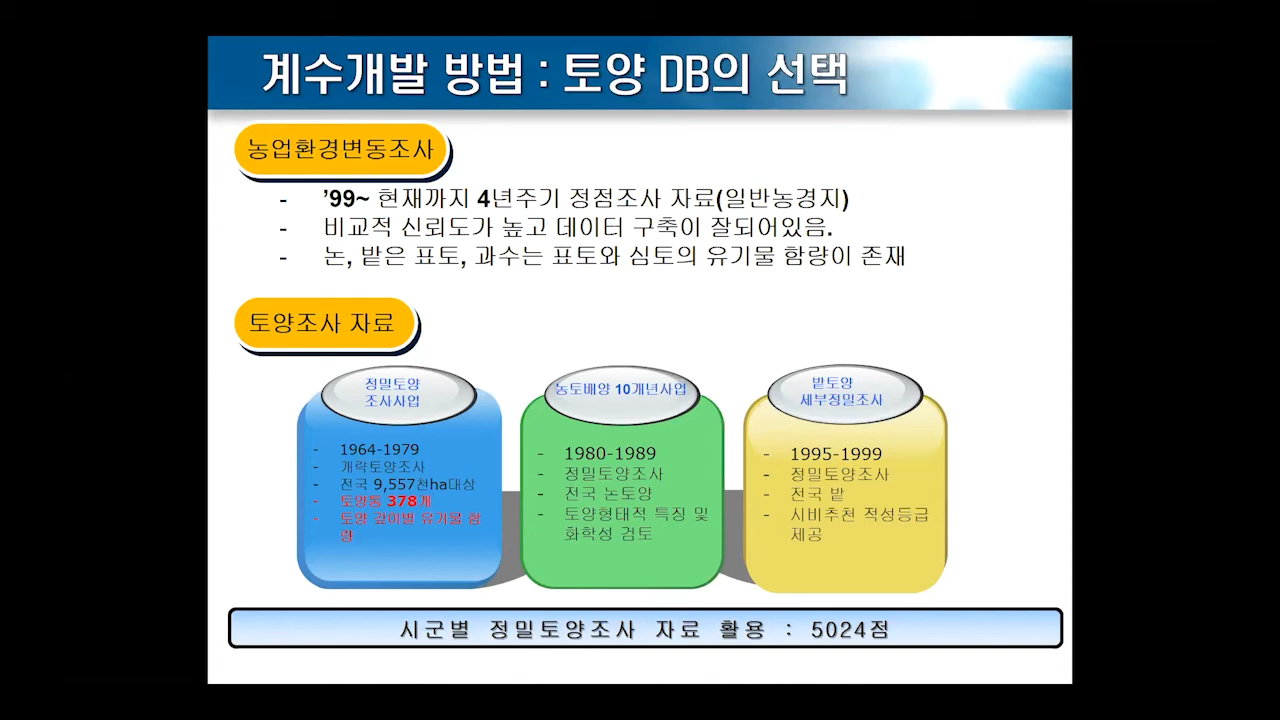 계수개발 방법 : 토양 DB의 선택
농업환경변동조사
- ’99~ 현재까지 4년주기 정점조사 자료(일반농경지)
- 비교적 신뢰도가 높고 데이터 구축이 잘되어있음.
- 논, 밭은 표토, 과수는 표토와 심토의 유기물 함량이 존재
토양조사 자료
정밀토양
조사사업
- 1964-1979
- 개략토양조사
- 전국 9,557천ha대상
- 토양통 378개
- 토양 깊이별 유기물 함
량
농토배양 10개년사업
- 1980-1989
- 정밀토양조사
- 전국 논토양
- 토양형태적 특징 및
화학성 검토
밭토양
세부정밀조사
- 1995-1999
- 정밀토양조사
- 전국 밭
- 시비추천 적성등급
제공
시군별 정밀토양조사 자료 활용 : 5024점